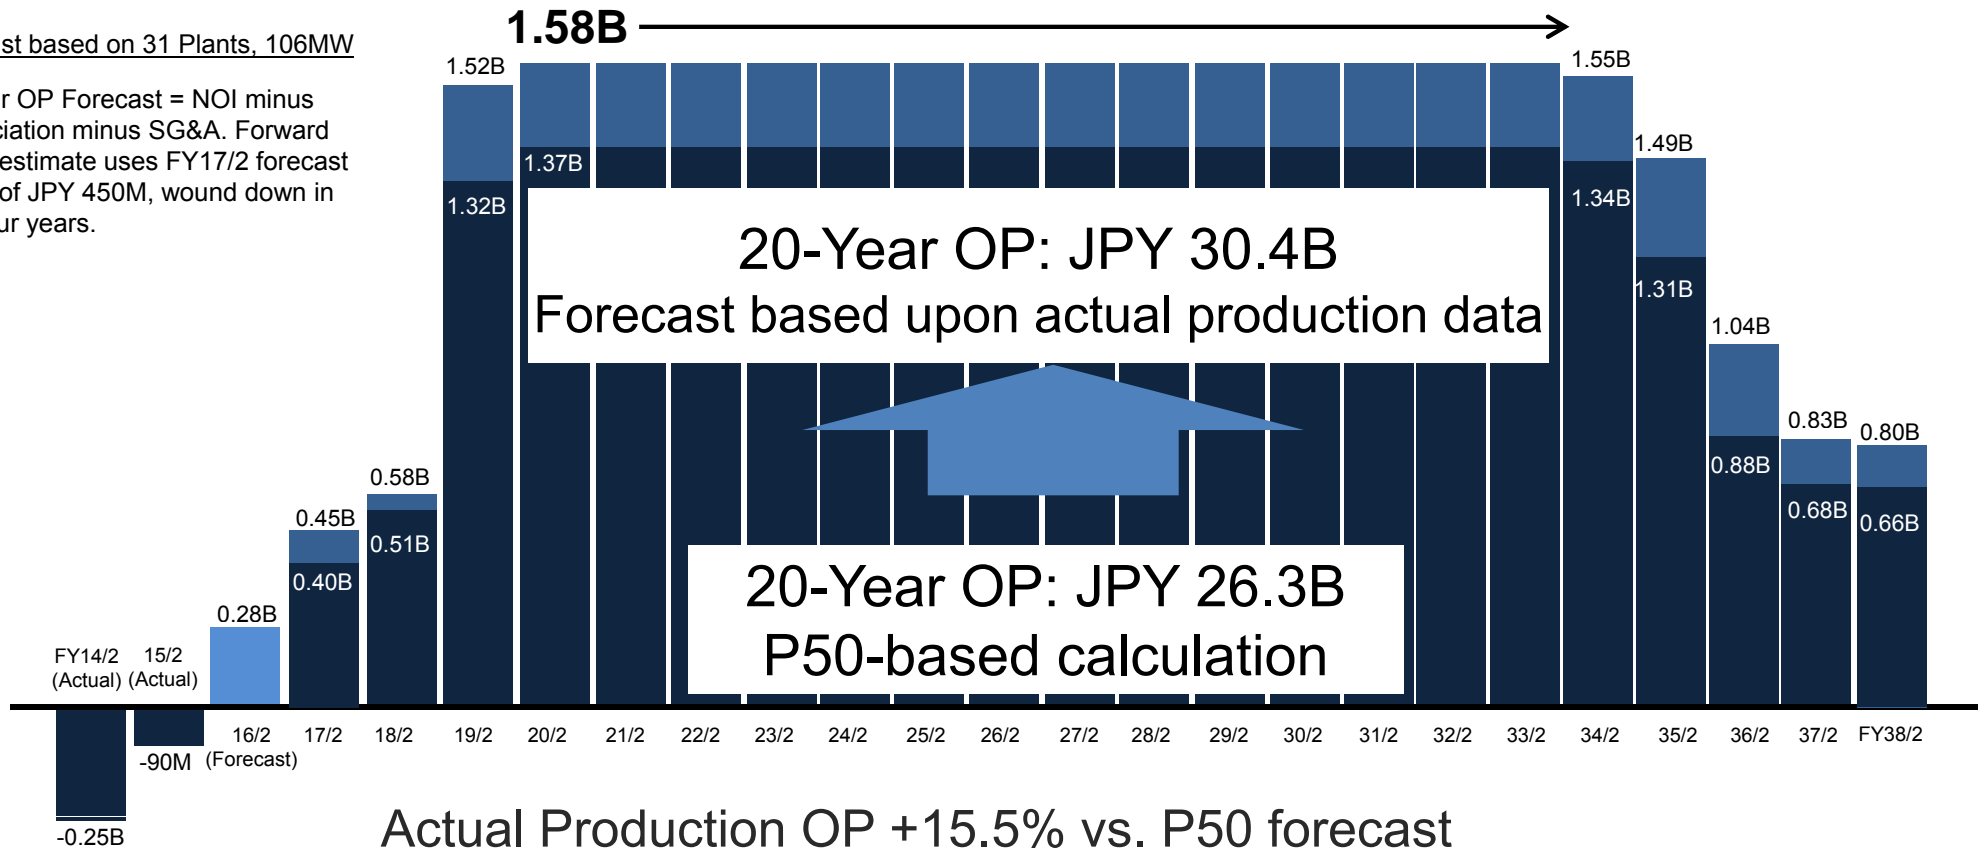 st based on 31 Plants, 106MW
r OP Forecast = NOI minus
ciation minus SG&A. Forward
estimate uses FY17/2 forecast
of JPY 450M, wound down in
ur years.
1.58B
1.52B
1.55B
1.37B
1.49B
1.32B
1.34B
20-Year OP: JPY 30.4B
Forecast based upon actual production data
1.31B
1.04B
0.83B
0.80B
0.88B
0.58B
0.45B
0.51B
0.68B
0.66B
0.40B
0.28B
20-Year OP: JPY 26.3B
P50-based calculation
FY14/2 15/2
(Actual) (Actual)
16/2 17/2 18/2 19/2 20/2 21/2 22/2 23/2 24/2 25/2 26/2 27/2 28/2 29/2 30/2 31/2 32/2 33/2 34/2 35/2 36/2 37/2 FY38/2
-90M (Forecast)
-0.25B
Actual Production OP +15.5% vs. P50 forecast